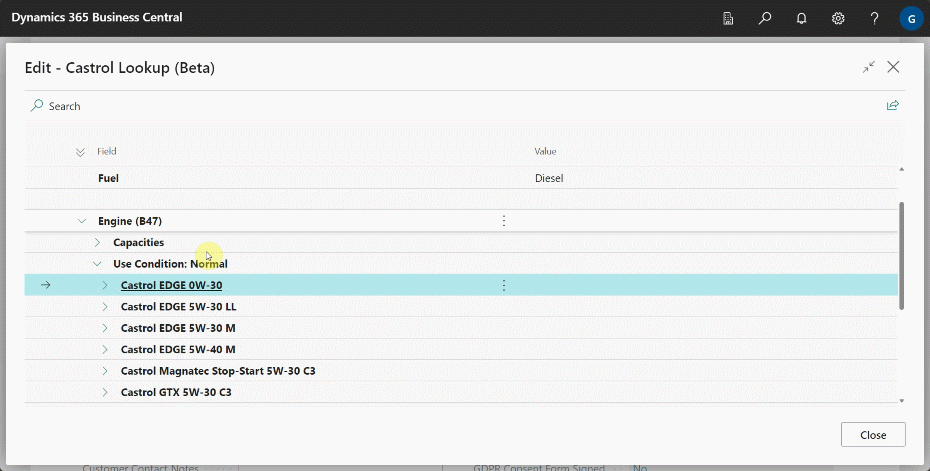 Dynamics 365 Business Central
?
G
Edit - Castrol Lookup (Beta)
Search
Field Value
Fuel Diesel
Engine (B47)
Capacities
Use Condition: Normal
Castrol EDGE 0W-30
Castrol EDGE 5W-30 LL
Castrol EDGE 5W-30 M
Castrol EDGE 5W-40 M
Castrol Magnatec Stop-Start 5W-30 C3
Castrol GTX 5W-30 C3
Close
Customer Contact Notes GDPR Consent Form Signed No